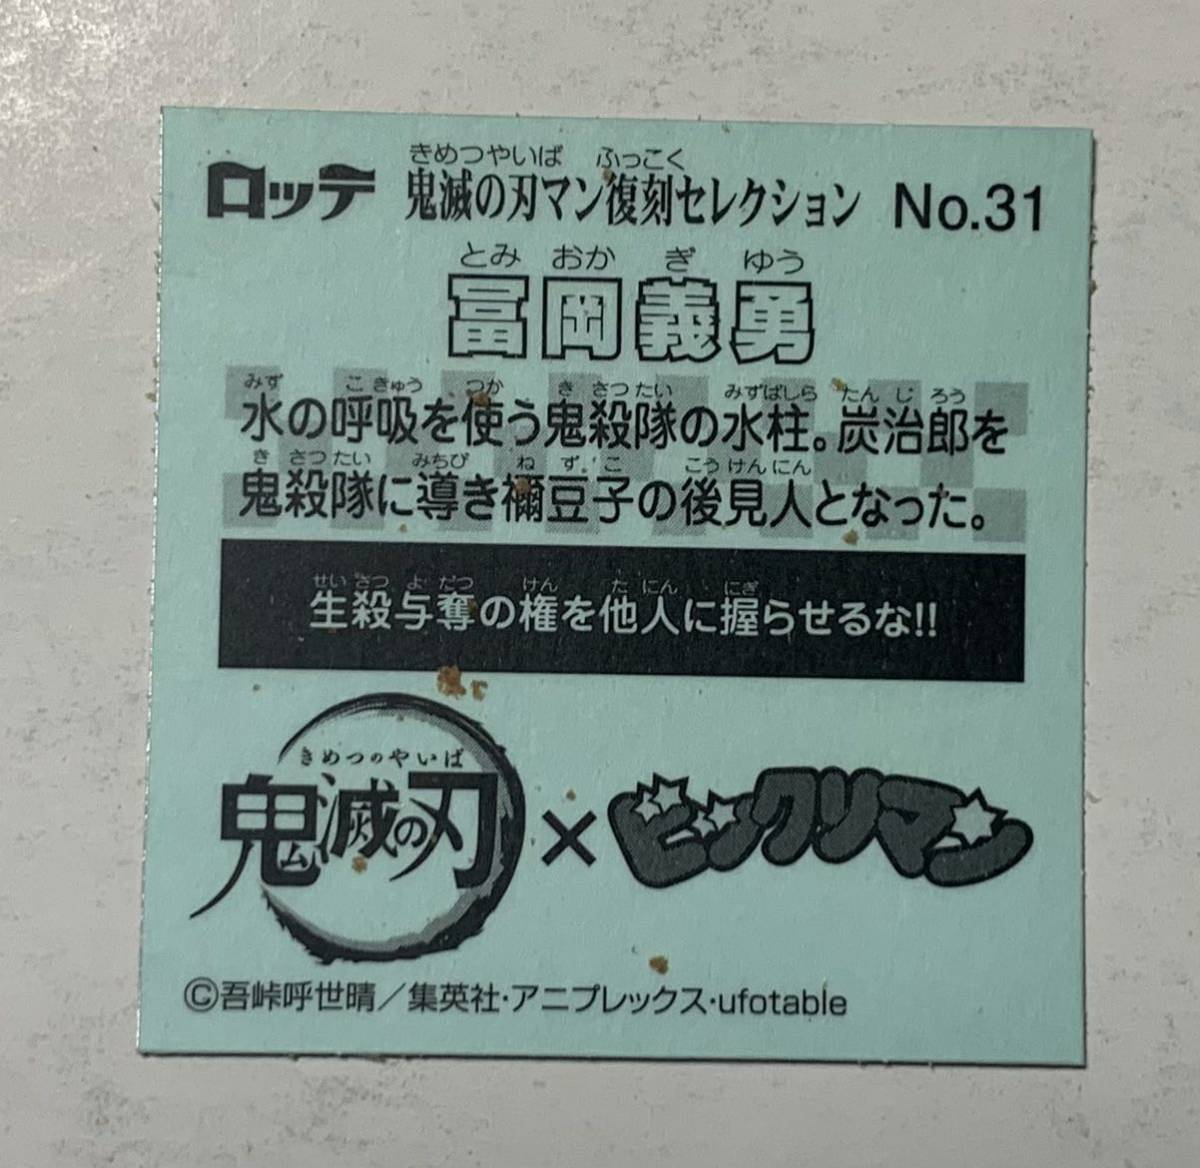 きめつやいば ふっこく
ロッテ 鬼滅の刃マン復刻セレクション No.31
とみ おか ぎ ゆう
冨岡義勇
みず こきゅう つか きさつたい みずばしら たんじろう
水の呼吸を使う鬼殺隊の水柱。炭治郎を
きさつたい みちび ねずこ こうけんにん
鬼殺隊に導き禰豆子の後見人となった。
せいさつよだつ けん たにん にぎ
生殺与奪の権を他人に握らせるな!!
きめつのやいば
鬼滅の刃×ビックリマン
©吾峠呼世晴／集英社・アニプレックス・ufotable